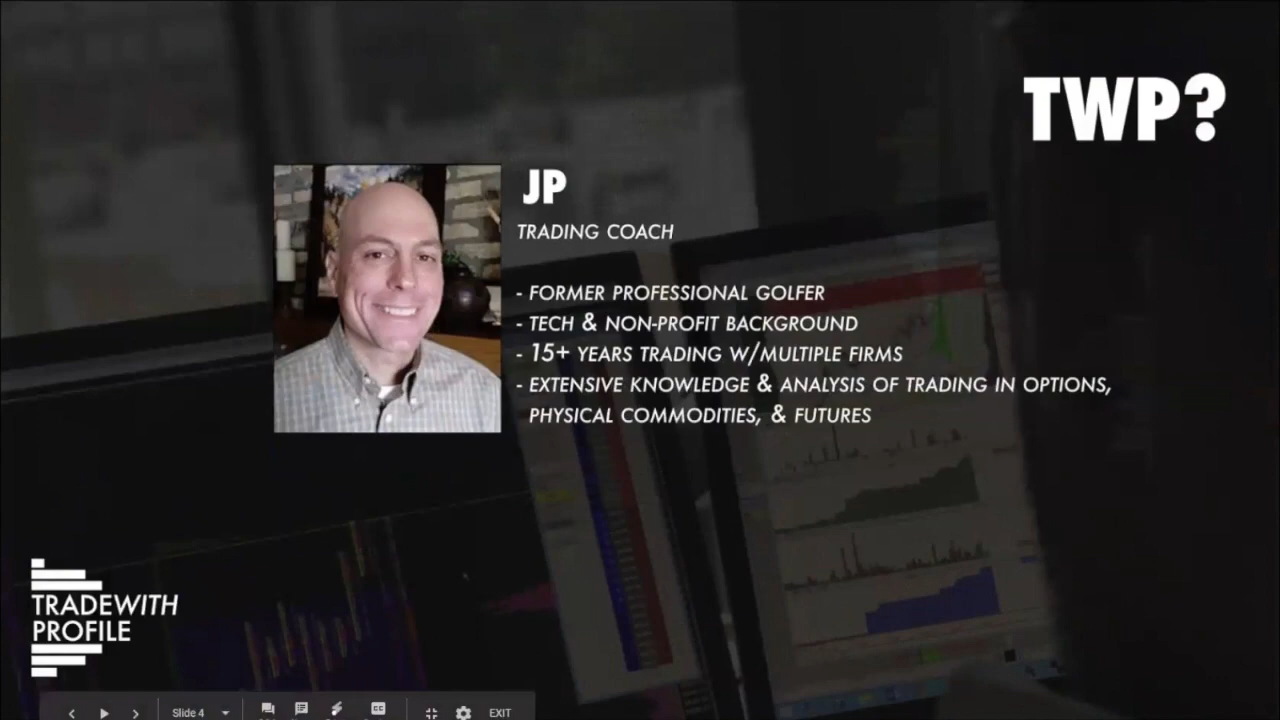 TWP?
JP
TRADING COACH
- FORMER PROFESSIONAL GOLFER
- TECH & NON-PROFIT BACKGROUND
- 15+ YEARS TRADING W/MULTIPLE FIRMS
- EXTENSIVE KNOWLEDGE & ANALYSIS OF TRADING IN OPTIONS,
PHYSICAL COMMODITIES, & FUTURES
TRADEWITH
PROFILE
Slide 4
CC
EXIT